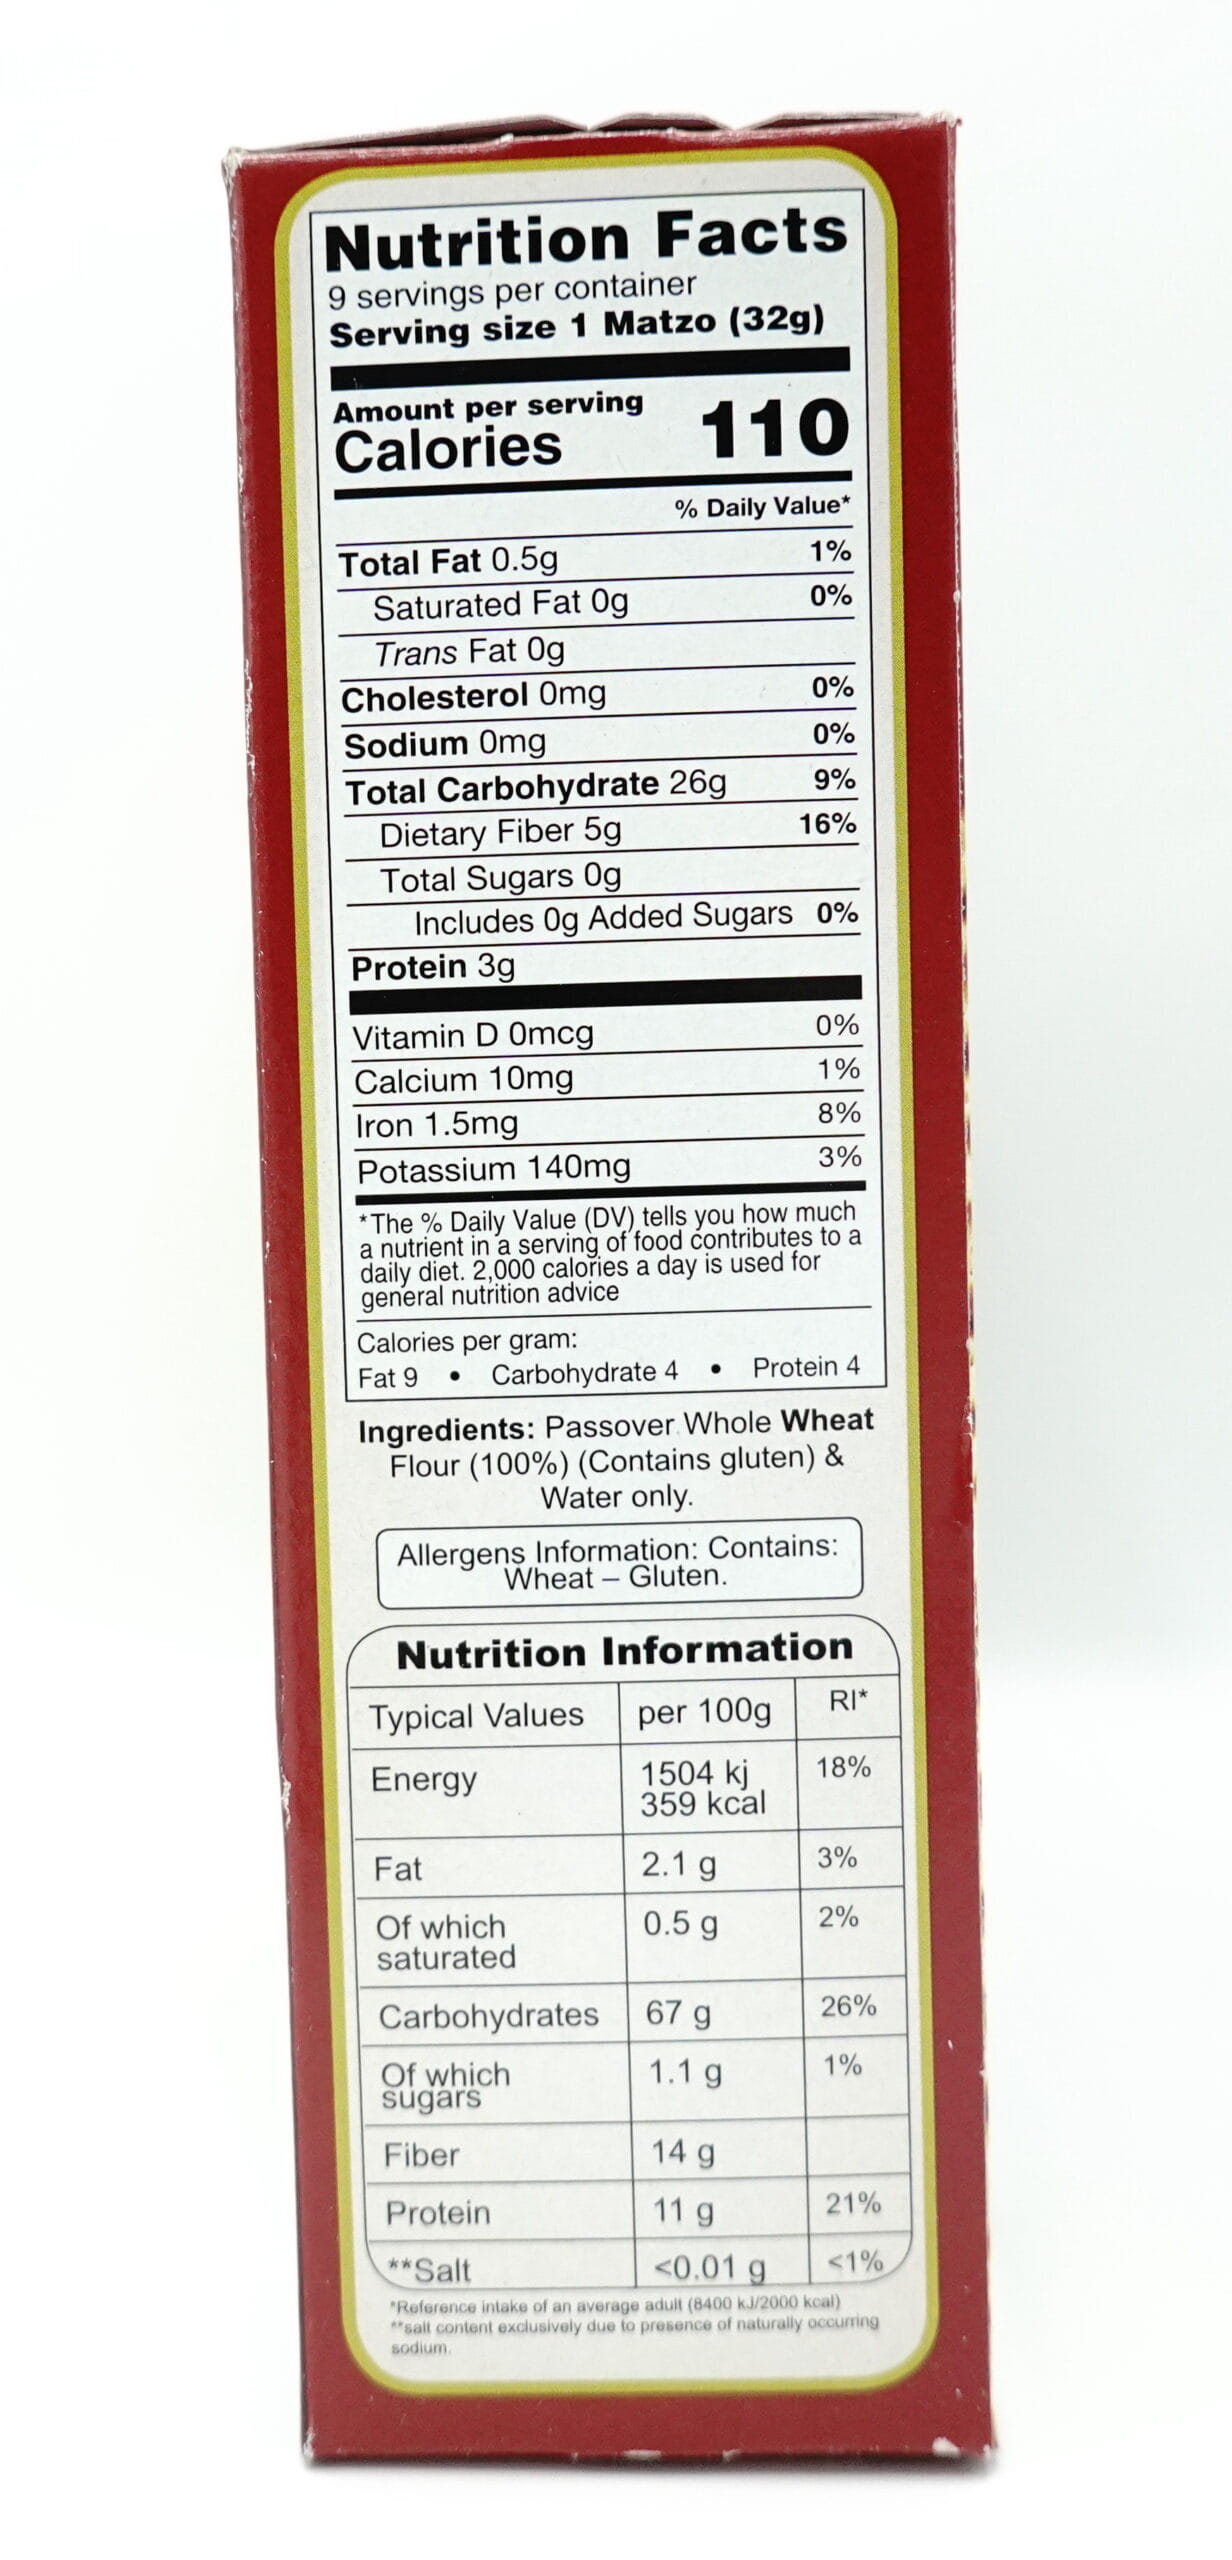 Nutrition Facts
9 servings per container
Serving size 1 Matzo (32g)
Amount per serving
Calories 110
% Daily Value*
Total Fat 0.5g 1%
Saturated Fat 0g 0%
Trans Fat 0g
Cholesterol 0mg 0%
Sodium 0mg 0%
Total Carbohydrate 26g 9%
Dietary Fiber 5g 16%
Total Sugars 0g
Includes 0g Added Sugars 0%
Protein 3g
Vitamin D 0mcg 0%
Calcium 10mg 1%
Iron 1.5mg 8%
Potassium 140mg 3%
*The % Daily Value (DV) tells you how much
a nutrient in a serving of food contributes to a
daily diet. 2,000 calories a day is used for
general nutrition advice
Calories per gram:
Fat 9 • Carbohydrate 4 • Protein 4
Ingredients: Passover Whole Wheat
Flour (100%) (Contains gluten) &
Water only.
Allergens Information: Contains:
Wheat – Gluten.
Nutrition Information
Typical Values per 100g RI*
Energy 1504 kj 18%
359 kcal
Fat 2.1 g 3%
Of which 0.5 g 2%
saturated
Carbohydrates 67 g 26%
Of which 1.1 g 1%
sugars
Fiber 14 g
Protein 11 g 21%
**Salt <0.01 g <1%
*Reference intake of an average adult (8400 kJ/2000 kcal)
**salt content exclusively due to presence of naturally occurring
sodium.